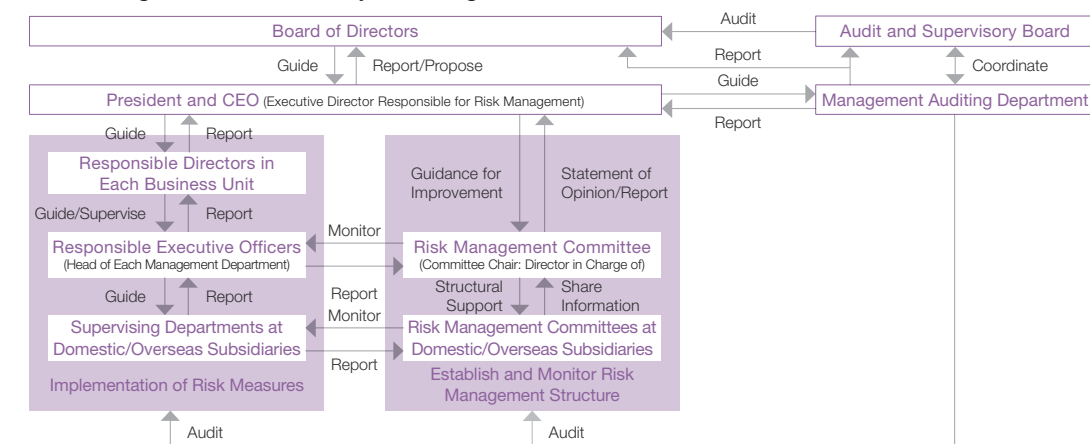 Board of Directors
Audit
Audit and Supervisory Board
Guide
Report/Propose
Report
Coordinate
President and CEO (Executive Director Responsible for Risk Management)
Guide
Report
Management Auditing Department
Guide
Report
Responsible Directors in
Each Business Unit
Guidance for
Improvement
Statement of
Opinion/Report
Guide/Supervise
Report
Responsible Executive Officers
(Head of Each Management Department)
Monitor
Report
Risk Management Committee
(Committee Chair: Director in Charge of)
Guide
Report
Structural
Support
Share
Information
Supervising Departments at
Domestic/Overseas Subsidiaries
Monitor
Report
Risk Management Committees at
Domestic/Overseas Subsidiaries
Implementation of Risk Measures
Establish and Monitor Risk
Management Structure
Audit
Audit